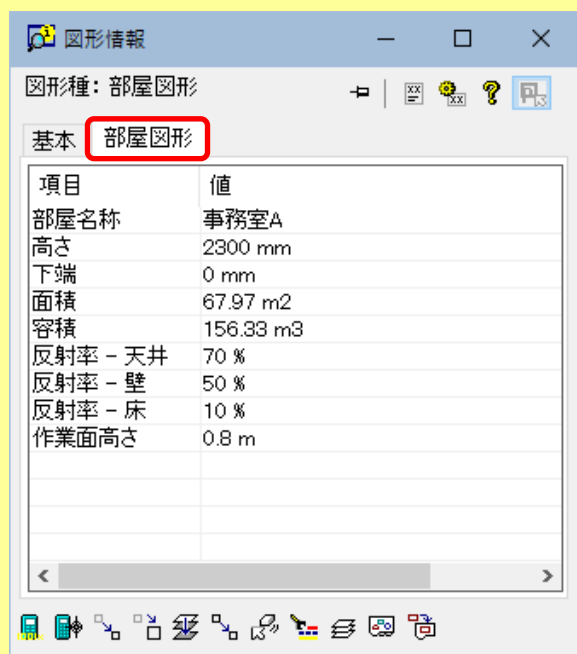 図形情報
図形種: 部屋図形
基本 部屋図形
項目 値
部屋名称 事務室A
高さ 2300 mm
下端 0 mm
面積 67.97 m2
容積 156.33 m3
反射率 - 天井 70 %
反射率 - 壁 50 %
反射率 - 床 10 %
作業面高さ 0.8 m